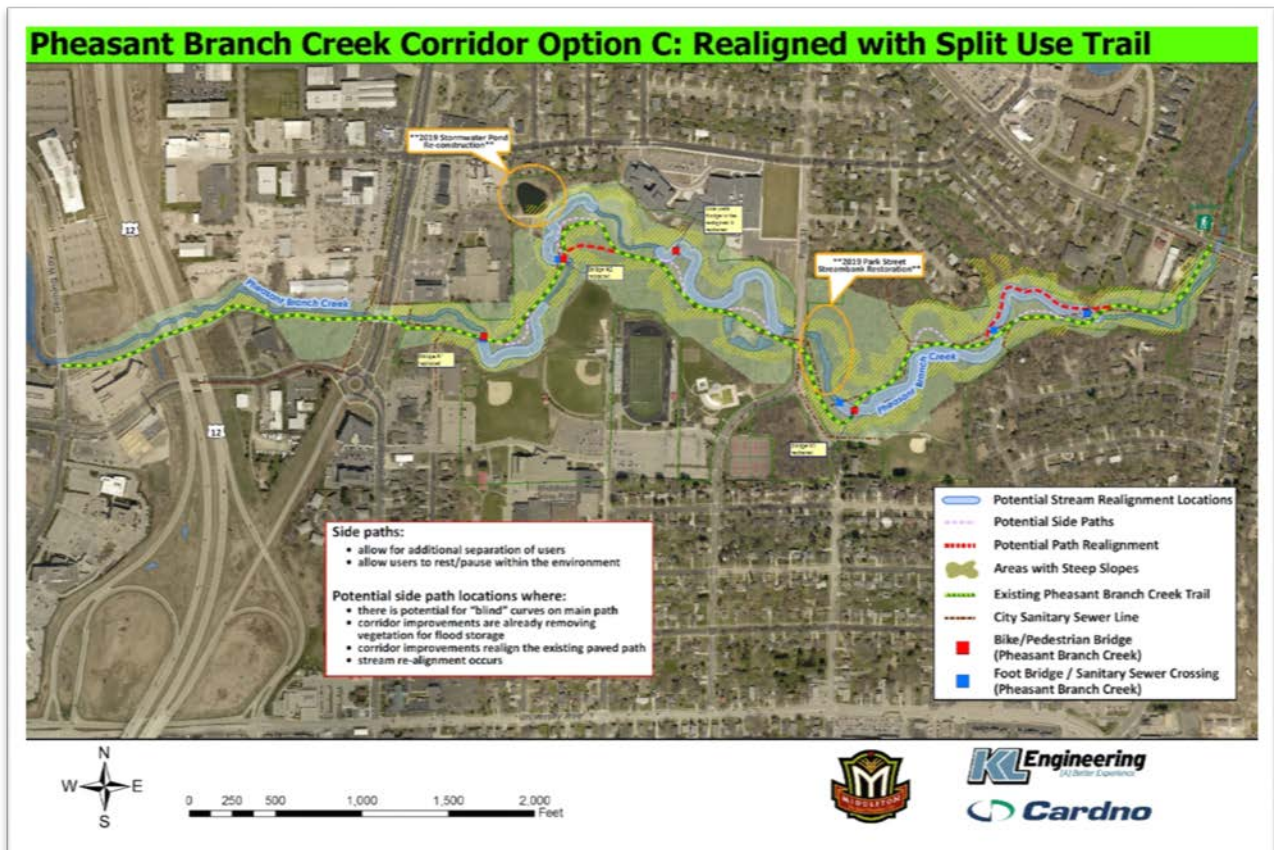 Pheasant Branch Creek Corridor Option C: Realigned with Split Use Trail
**2019 Stormwater Pond
Re-construction**
12
Deming Way
Pheasant Branch Creek
**2019 Park Street
Streambank Restoration**
12
Pheasant Branch Creek
Side paths:
• allow for additional separation of users
• allow users to rest/pause within the environment
Potential side path locations where:
• there is potential for "blind" curves on main path
• corridor improvements are already removing
vegetation for flood storage
• corridor improvements realign the existing paved path
• stream re-alignment occurs
Potential Stream Realignment Locations
Potential Side Paths
Potential Path Realignment
Areas with Steep Slopes
Existing Pheasant Branch Creek Trail
City Sanitary Sewer Line
Bike/Pedestrian Bridge
(Pheasant Branch Creek)
Foot Bridge / Sanitary Sewer Crossing
(Pheasant Branch Creek)
N
W E
S
0 250 500 1,000 1,500 2,000
Feet
M
MIDDLETON
KL Engineering
[A] Better Experience
Cardno